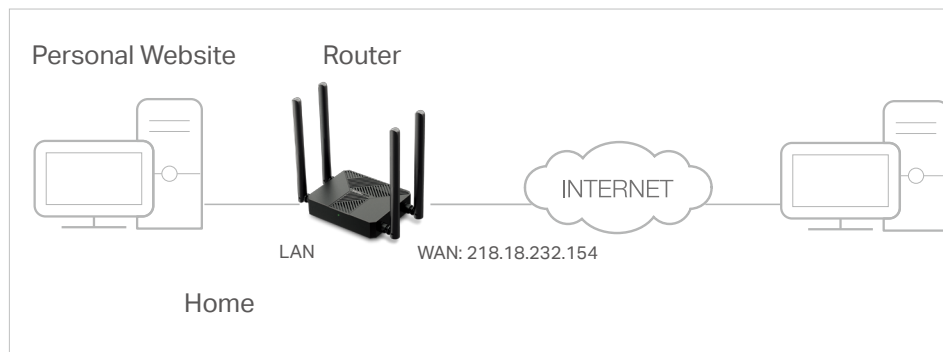 Personal Website
Router
INTERNET
LAN
WAN: 218.18.232.154
Home